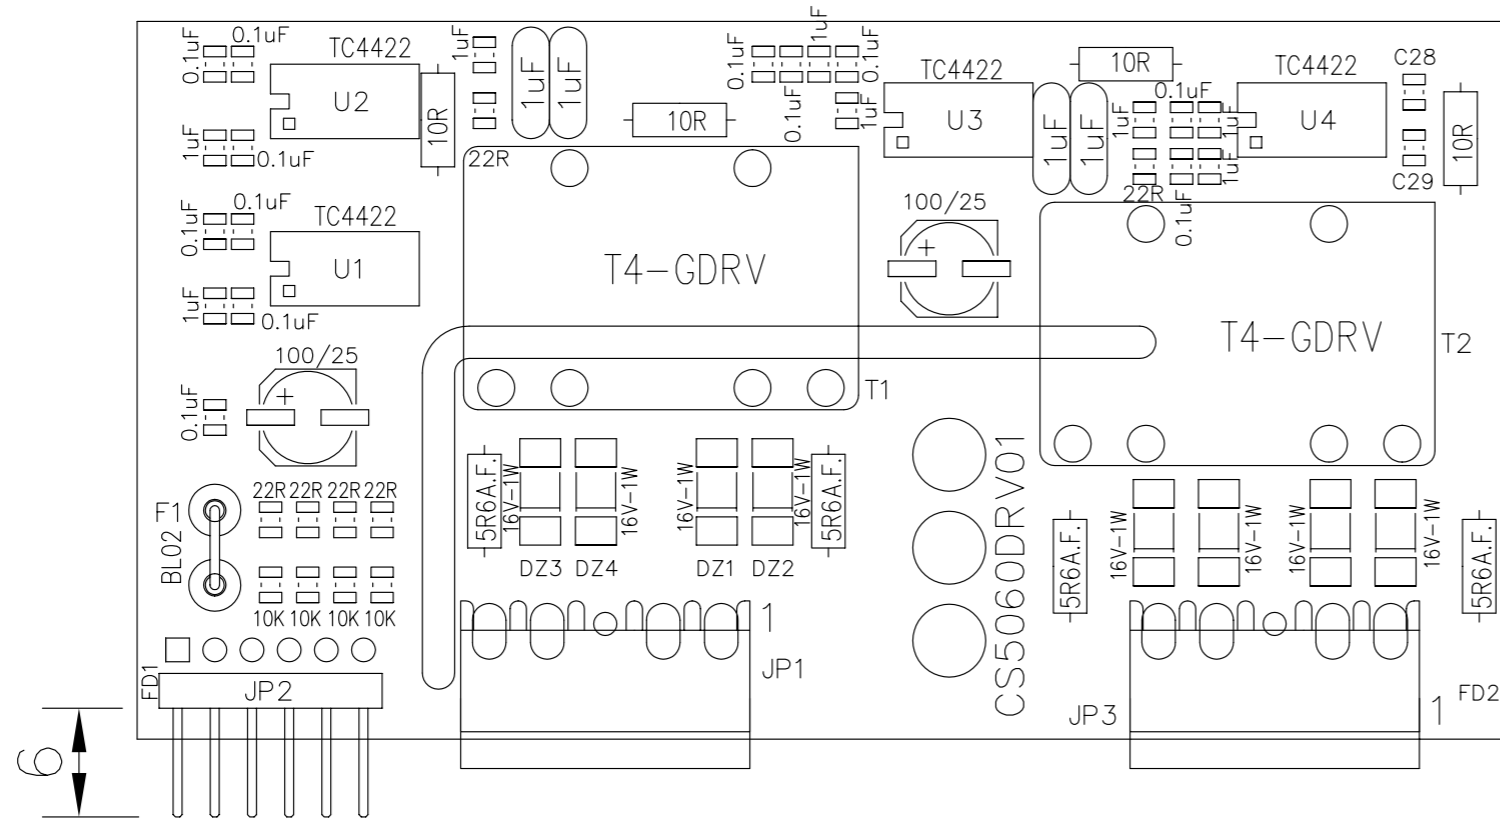 0.1uF
0.1uF
TC4422
U2
1uF
0.1uF
10R
1uF
22R
1uF
1uF
10R
0.1uF
1uF
1uF
0.1uF
0.1uF
1uF
TC4422
U3
1uF
1uF
10R
0.1uF
1uF
1uF
1uF
22R
0.1uF
TC4422
U4
C28
C29
10R
0.1uF
0.1uF
TC4422
U1
1uF
0.1uF
T4-GDRV
T1
100/25
+
T4-GDRV
T2
100/25
+
0.1uF
F1
BL02
22R 22R 22R 22R
10K 10K 10K 10K
5R6A.F.
16V-1W
16V-1W
DZ3
DZ4
16V-1W
16V-1W
DZ1
DZ2
5R6A.F.
CS5060DRV01
5R6A.F.
16V-1W
16V-1W
16V-1W
16V-1W
5R6A.F.
FD1
JP2
1
JP1
JP3
1
FD2
6